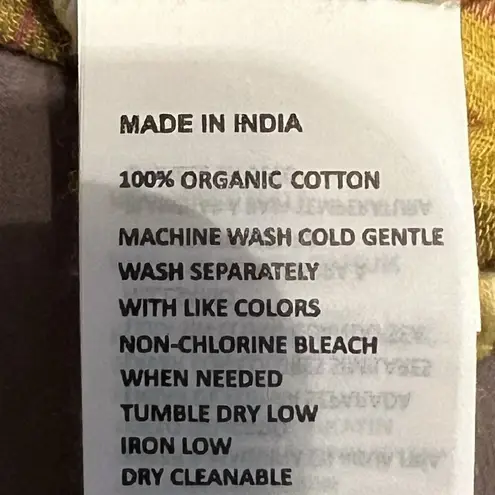 MADE IN INDIA
100% ORGANIC COTTON
MACHINE WASH COLD GENTLE
WASH SEPARATELY
WITH LIKE COLORS
NON-CHLORINE BLEACH
WHEN NEEDED
TUMBLE DRY LOW
IRON LOW
DRY CLEANABLE